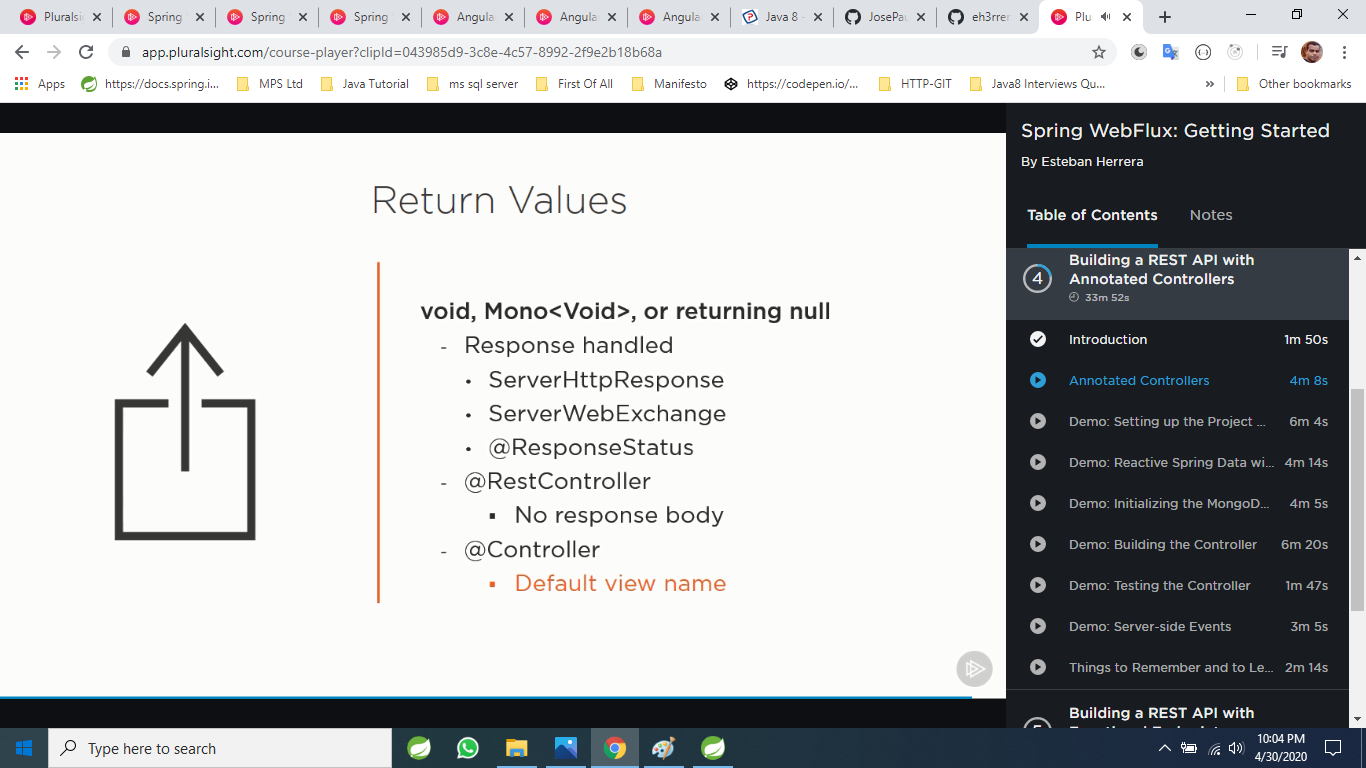 Pluralsi
Spring
Spring
Spring
Angula
Angula
Angula
Java 8 -
JosePau
eh3rrer
Plu
app.pluralsight.com/course-player?clipId=043985d9-3c8e-4c57-8992-2f9e2b18b68a
Apps
https://docs.spring.i...
MPS Ltd
Java Tutorial
ms sql server
First Of All
Manifesto
https://codepen.io/...
HTTP-GIT
Java8 Interviews Qu...
»
Other bookmarks
Return Values
void, Mono<Void>, or returning null
- Response handled
• ServerHttpResponse
• ServerWebExchange
• @ResponseStatus
- @RestController
▪ No response body
- @Controller
▪ Default view name
Spring WebFlux: Getting Started
By Esteban Herrera
Table of Contents
Notes
4
Building a REST API with
Annotated Controllers
33m 52s
Introduction 1m 50s
Annotated Controllers 4m 8s
Demo: Setting up the Project ... 6m 4s
Demo: Reactive Spring Data wi... 4m 14s
Demo: Initializing the MongoD... 4m 5s
Demo: Building the Controller 6m 20s
Demo: Testing the Controller 1m 47s
Demo: Server-side Events 3m 5s
Things to Remember and to Le... 2m 14s
Building a REST API with
Type here to search
10:04 PM
4/30/2020